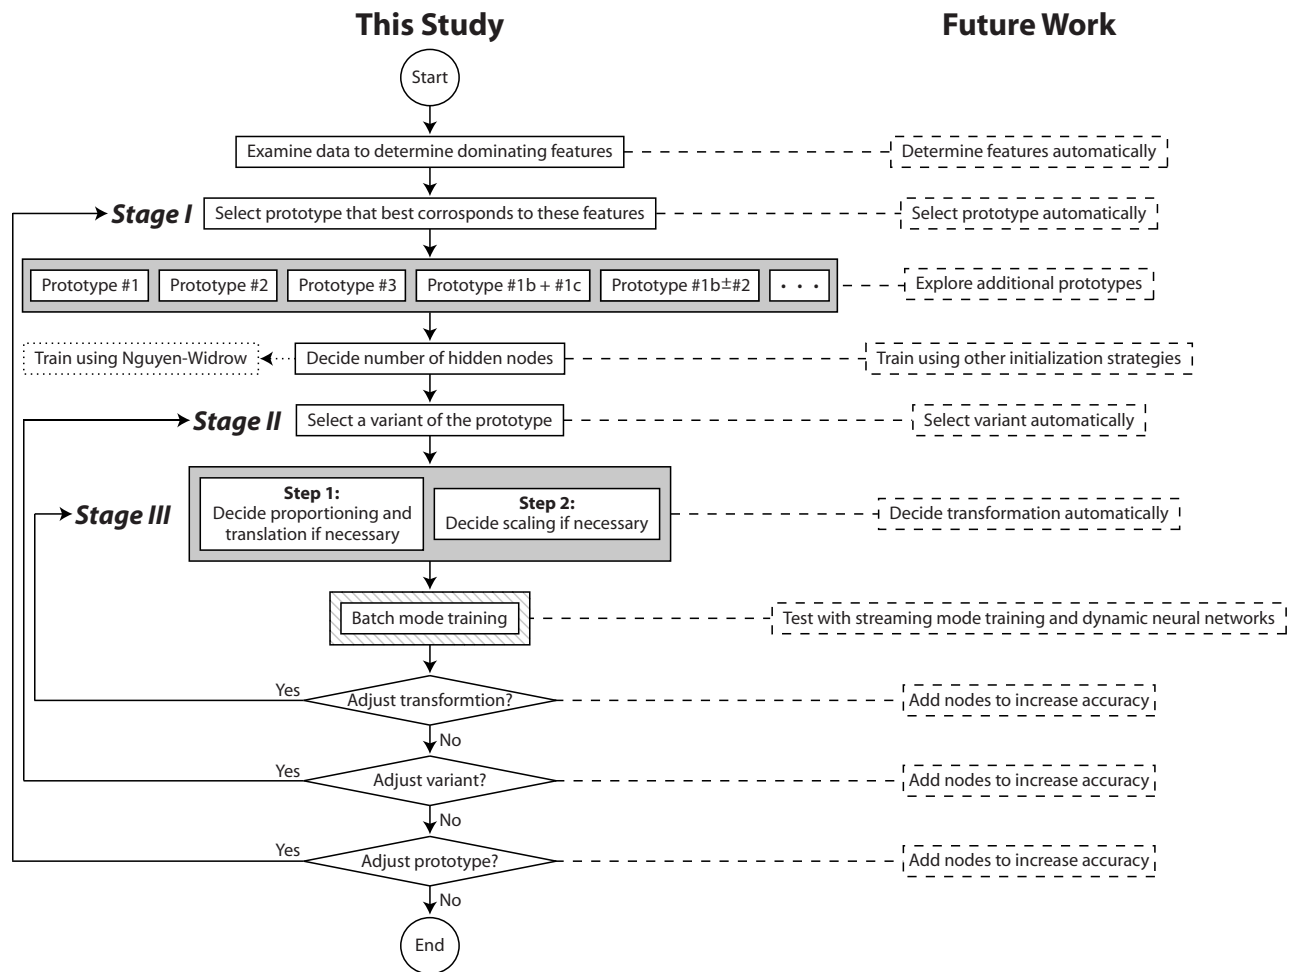 This Study
Future Work
Start
Examine data to determine dominating features
Determine features automatically
Stage I
Select prototype that best corrosponds to these features
Select prototype automatically
Prototype #1
Prototype #2
Prototype #3
Prototype #1b + #1c
Prototype #1b±#2
• • •
Explore additional prototypes
Train using Nguyen-Widrow
Decide number of hidden nodes
Train using other initialization strategies
Stage II
Select a variant of the prototype
Select variant automatically
Stage III
Step 1:
Decide proportioning and
translation if necessary
Step 2:
Decide scaling if necessary
Decide transformation automatically
Batch mode training
Test with streaming mode training and dynamic neural networks
Yes
Adjust transformtion?
Add nodes to increase accuracy
No
Yes
Adjust variant?
Add nodes to increase accuracy
No
Yes
Adjust prototype?
Add nodes to increase accuracy
No
End